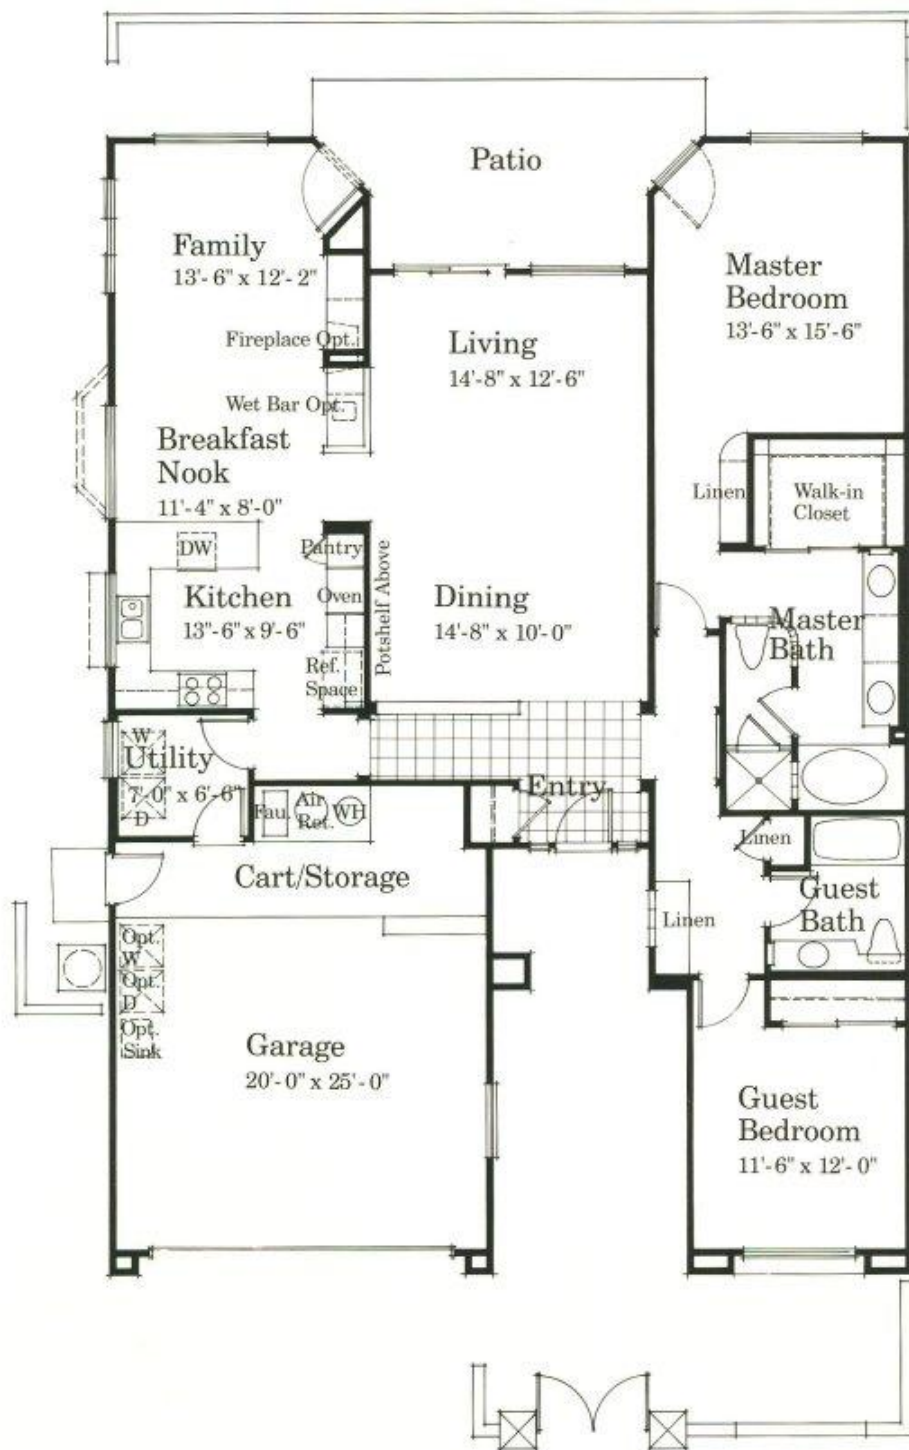 Patio
Family
13'- 6" x 12'- 2"
Master
Bedroom
13'-6" x 15'-6"
Fireplace Opt.
Living
14'-8" x 12'-6"
Wet Bar Opt.
Breakfast
Nook
11'-4" x 8'-0"
Linen
Walk-in
Closet
DW
Pantry
Kitchen
13"-6" x 9'-6"
Oven
Potshelf Above
Dining
14'-8" x 10'-0"
Master
Bath
Ref.
Space
W
Utility
7'-0" x 6'-6"
D
Fau.
Air
Ret.
WH
Entry
Linen
Cart/Storage
Guest
Bath
Linen
Opt.
W
Opt.
D
Opt.
Sink
Garage
20'-0" x 25'-0"
Guest
Bedroom
11'-6" x 12'- 0"